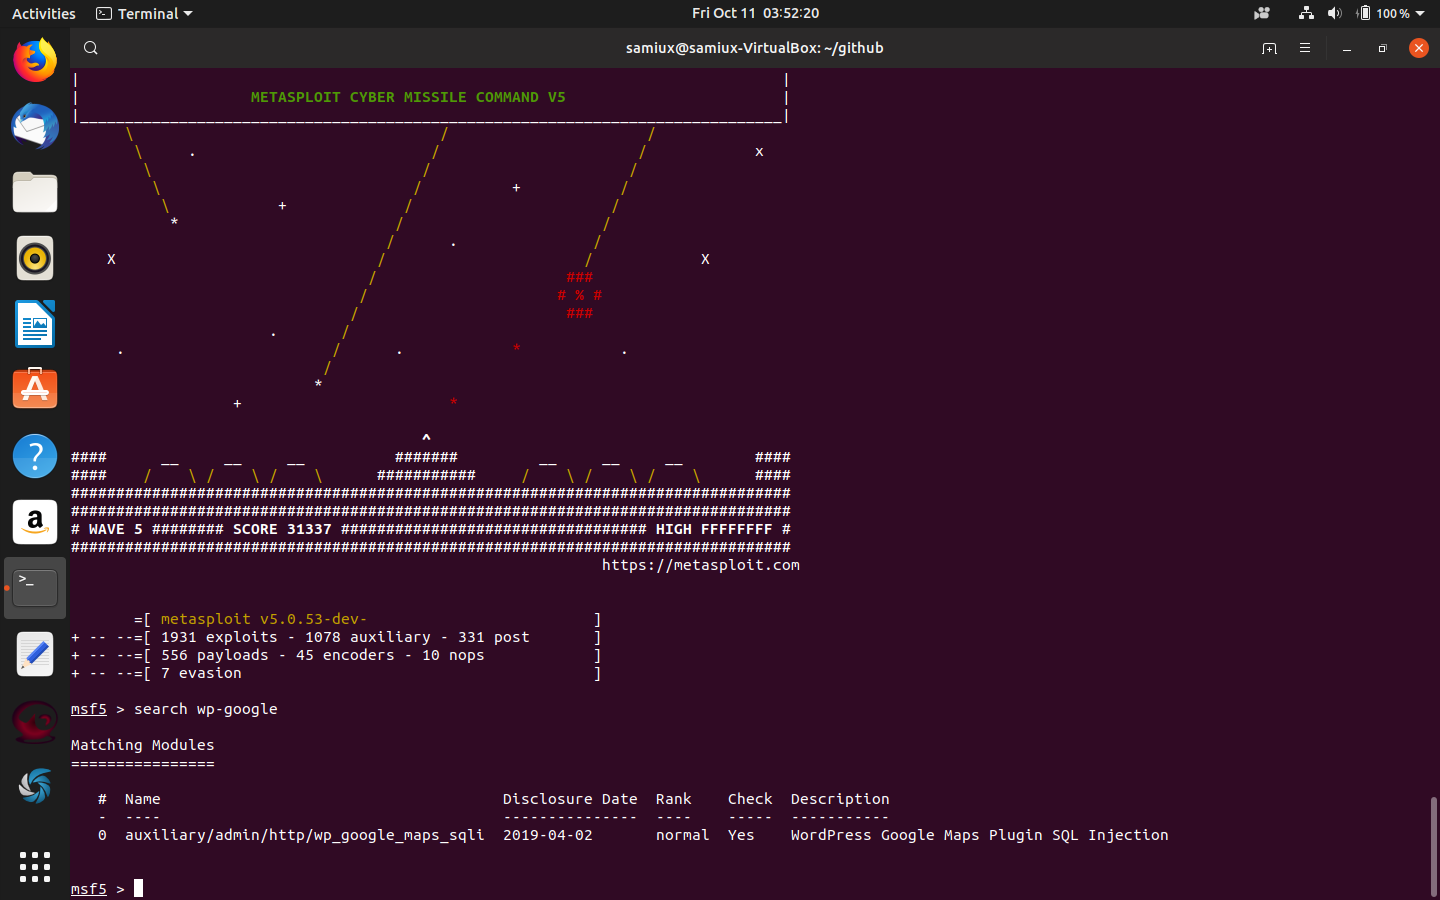 Activities Terminal Fri Oct 11 03:52:20 100 %
samiux@samiux-VirtualBox: ~/github
METASPLOIT CYBER MISSILE COMMAND V5
# WAVE 5 ######## SCORE 31337 ################################## HIGH FFFFFFFF #
https://metasploit.com
=[ metasploit v5.0.53-dev- ]
+ -- --=[ 1931 exploits - 1078 auxiliary - 331 post ]
+ -- --=[ 556 payloads - 45 encoders - 10 nops ]
+ -- --=[ 7 evasion ]
msf5 > search wp-google
Matching Modules
================
# Name Disclosure Date Rank Check Description
- ---- --------------- ---- ----- -----------
0 auxiliary/admin/http/wp_google_maps_sqli 2019-04-02 normal Yes WordPress Google Maps Plugin SQL Injection
msf5 >